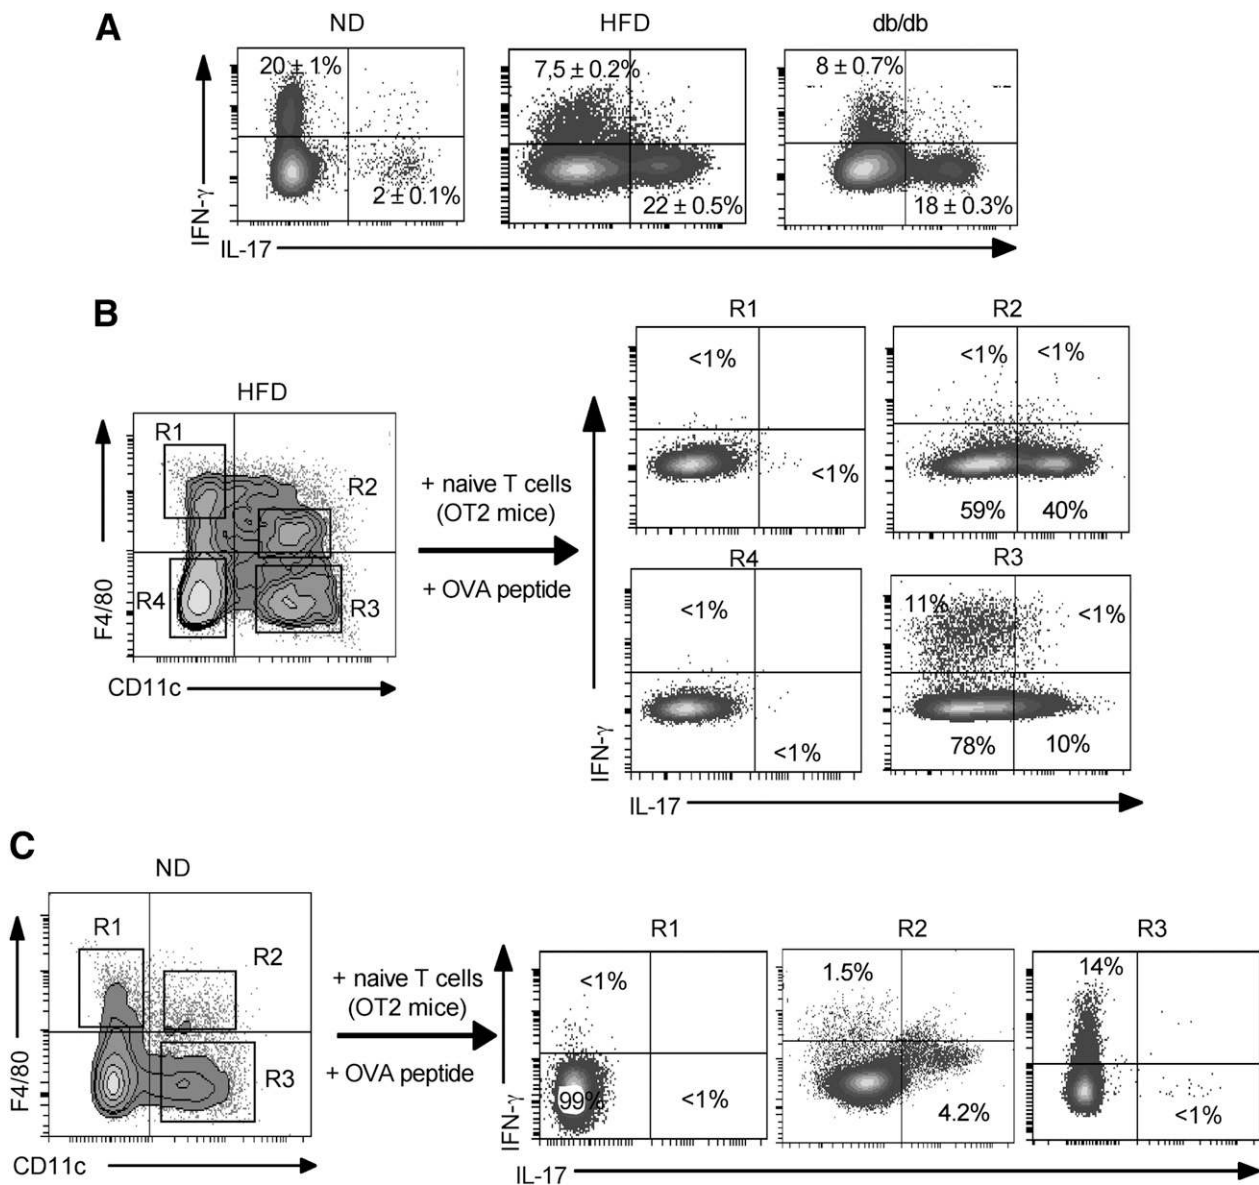 A
ND
HFD
db/db
20 ± 1%
7,5 ± 0.2%
8 ± 0.7%
2 ± 0.1%
22 ± 0.5%
18 ± 0.3%
IFN-γ
IL-17
B
HFD
R1
R2
R4
R3
F4/80
CD11c
+ naive T cells
(OT2 mice)
+ OVA peptide
R1
R2
<1%
<1%
<1%
<1%
59%
40%
R4
R3
<1%
11%
<1%
<1%
78%
10%
IFN-γ
IL-17
C
ND
R1
R2
R3
F4/80
CD11c
+ naive T cells
(OT2 mice)
+ OVA peptide
R1
R2
R3
<1%
1.5%
14%
99%
<1%
4.2%
<1%
IFN-γ
IL-17